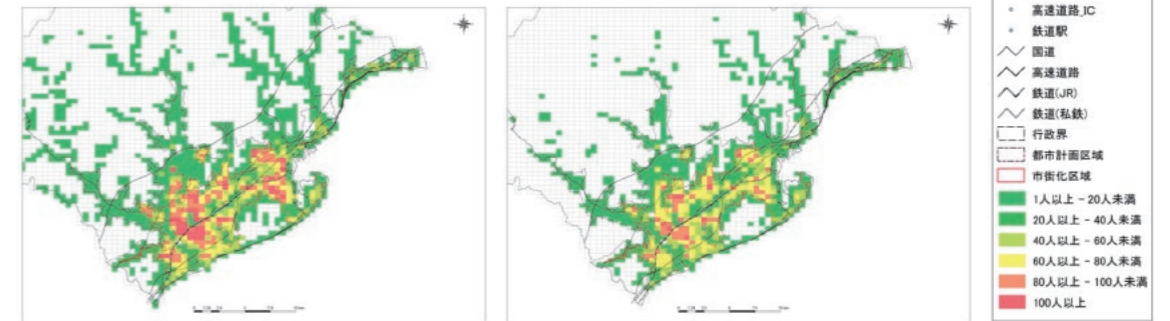 高速道路_IC
鉄道駅
国道
高速道路
鉄道(JR)
鉄道(私鉄)
行政界
都市計画区域
市街化区域
1人以上 - 20人未満
20人以上 - 40人未満
40人以上 - 60人未満
60人以上 - 80人未満
80人以上 - 100人未満
100人以上